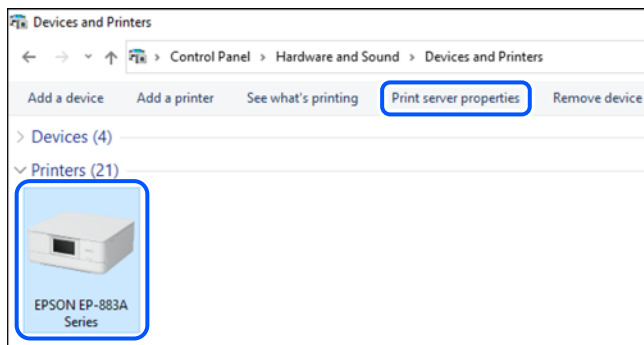 Devices and Printers
Control Panel > Hardware and Sound > Devices and Printers
Add a device Add a printer See what's printing Print server properties Remove device
Devices (4)
Printers (21)
EPSON EP-883A
Series